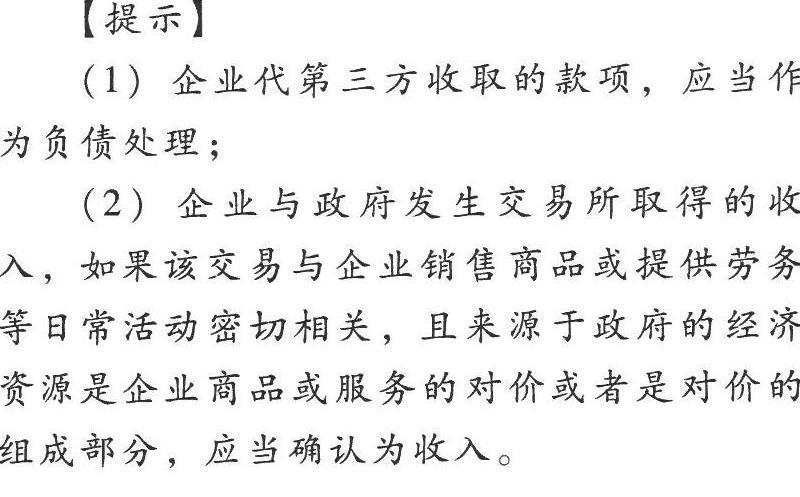 【提示】
(1) 企业代第三方收取的款项，应当作
为负债处理；
(2) 企业与政府发生交易所取得的收
入，如果该交易与企业销售商品或提供劳务
等日常活动密切相关，且来源于政府的经济
资源是企业商品或服务的对价或者是对价的
组成部分，应当确认为收入。